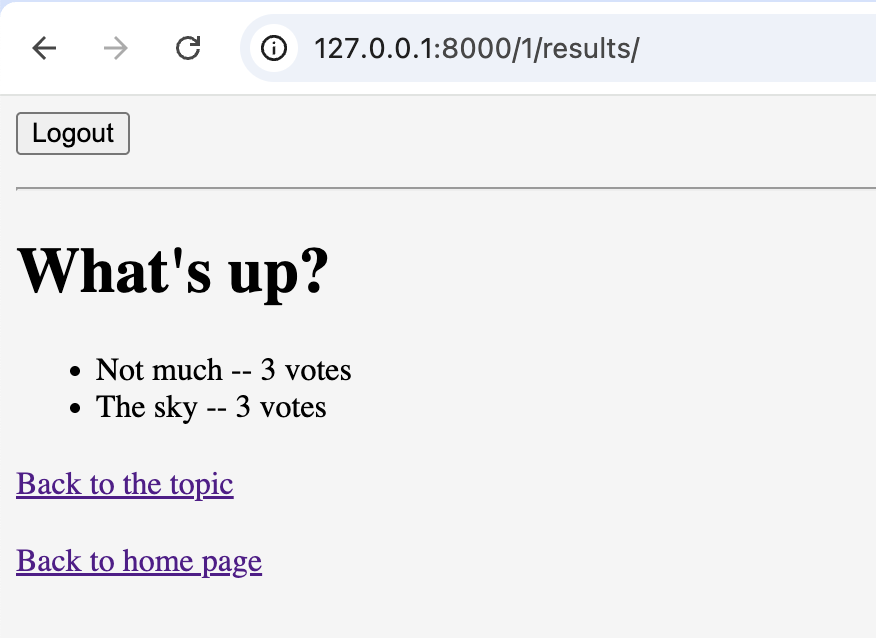 127.0.0.1:8000/1/results/
Logout
What's up?
Not much -- 3 votes
The sky -- 3 votes
Back to the topic
Back to home page